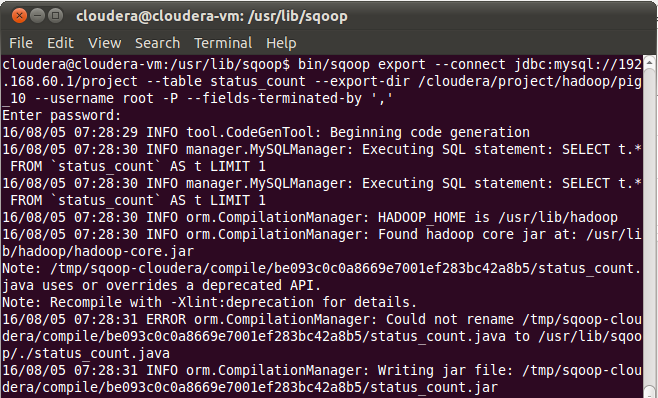 cloudera@cloudera-vm: /usr/lib/sqoop
File Edit View Search Terminal Help
cloudera@cloudera-vm:/usr/lib/sqoop$ bin/sqoop export --connect jdbc:mysql://192
.168.60.1/project --table status_count --export-dir /cloudera/project/hadoop/pig
_10 --username root -P --fields-terminated-by ','
Enter password:
16/08/05 07:28:29 INFO tool.CodeGenTool: Beginning code generation
16/08/05 07:28:30 INFO manager.MySQLManager: Executing SQL statement: SELECT t.*
 FROM `status_count` AS t LIMIT 1
16/08/05 07:28:30 INFO manager.MySQLManager: Executing SQL statement: SELECT t.*
 FROM `status_count` AS t LIMIT 1
16/08/05 07:28:30 INFO orm.CompilationManager: HADOOP_HOME is /usr/lib/hadoop
16/08/05 07:28:30 INFO orm.CompilationManager: Found hadoop core jar at: /usr/li
b/hadoop/hadoop-core.jar
Note: /tmp/sqoop-cloudera/compile/be093c0c0a8669e7001ef283bc42a8b5/status_count.
java uses or overrides a deprecated API.
Note: Recompile with -Xlint:deprecation for details.
16/08/05 07:28:31 ERROR orm.CompilationManager: Could not rename /tmp/sqoop-clou
dera/compile/be093c0c0a8669e7001ef283bc42a8b5/status_count.java to /usr/lib/sqoo
p/./status_count.java
16/08/05 07:28:31 INFO orm.CompilationManager: Writing jar file: /tmp/sqoop-clou
dera/compile/be093c0c0a8669e7001ef283bc42a8b5/status_count.jar